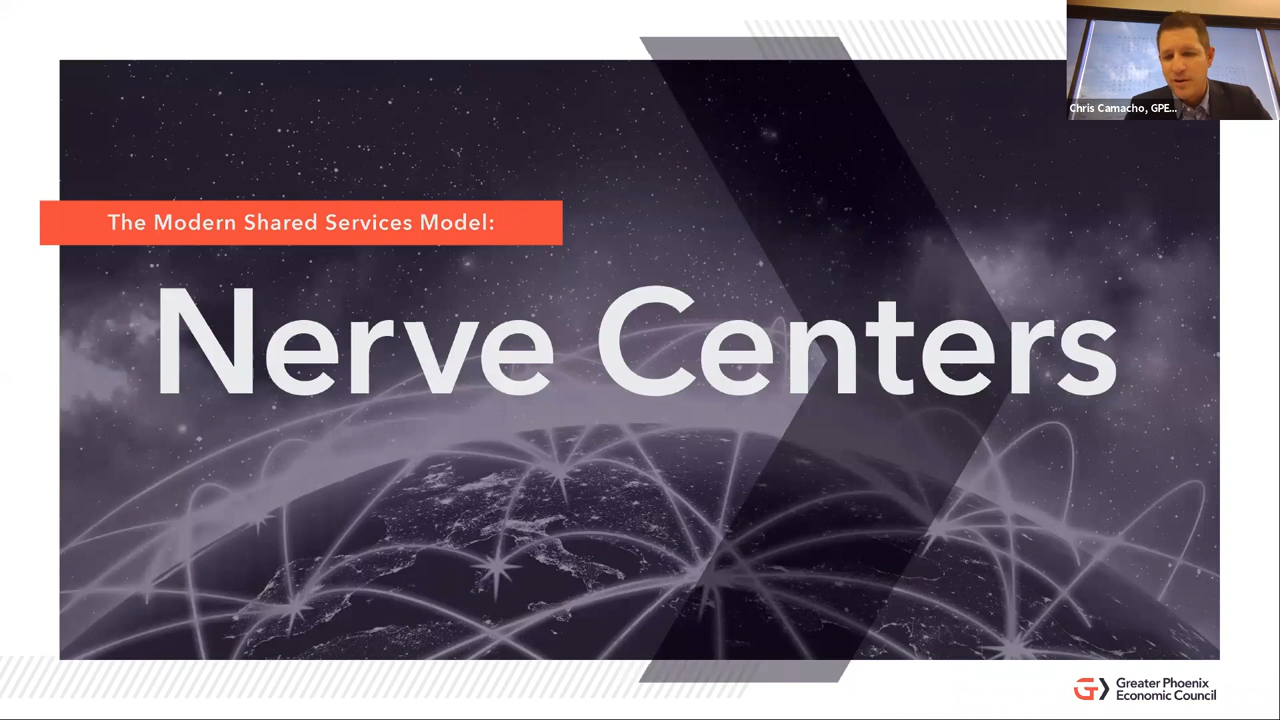 Chris Camacho, GPE...
The Modern Shared Services Model:
Nerve Centers
Greater Phoenix
Economic Council